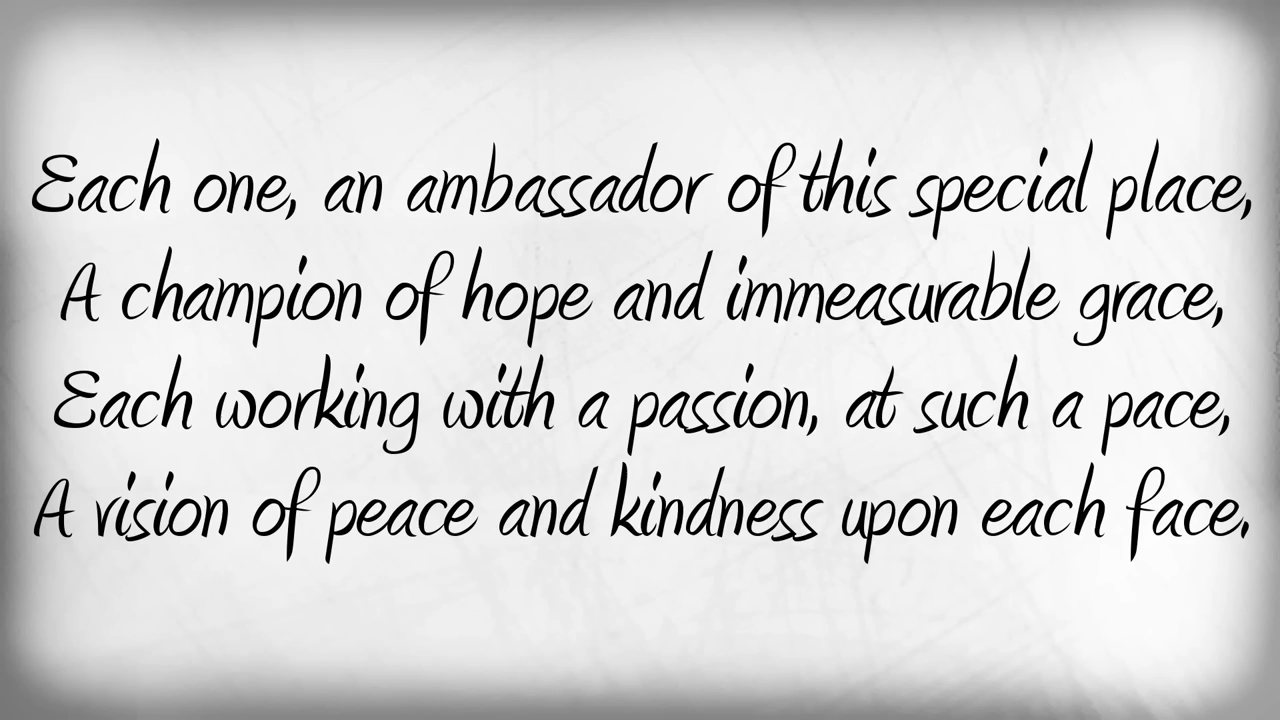 Each one, an ambassador of this special place,
A champion of hope and immeasurable grace,
Each working with a passion, at such a pace,
A vision of peace and kindness upon each face.